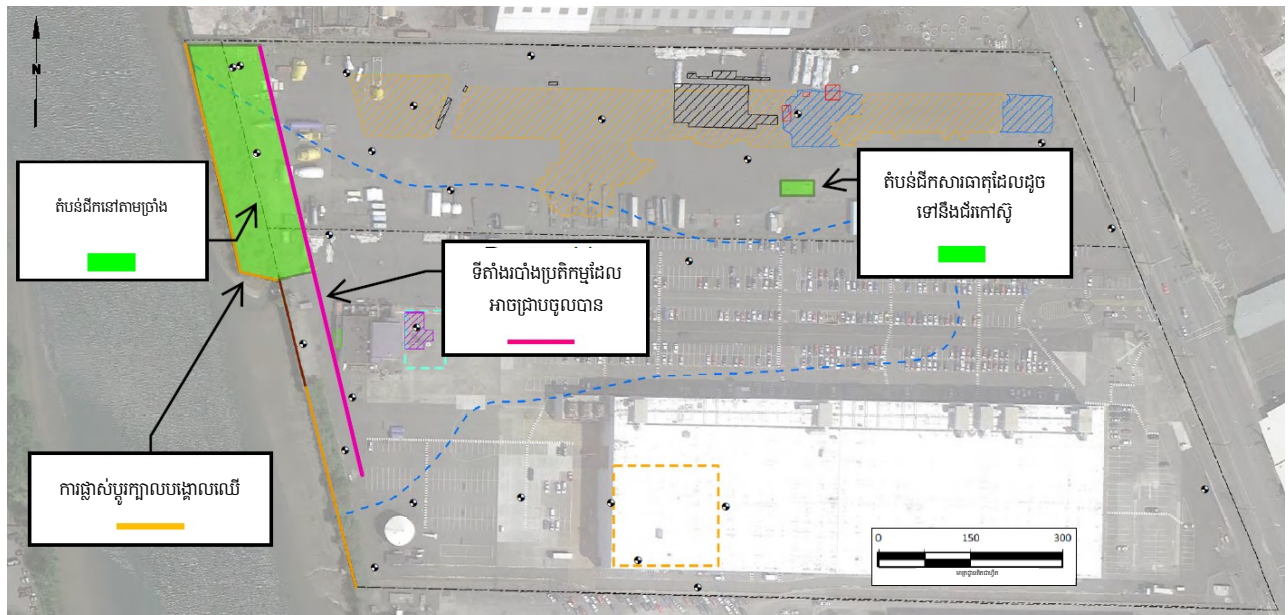 N
តំបន់ជីកនៅតាមច្រាំង
តំបន់ជីកសារធាតុដែលដូច
ទៅនឹងជ័រកៅស៊ូ
ទីតាំងរបាំងប្រតិកម្មដែល
អាចជ្រាបចូលបាន
ការផ្លាស់ប្តូរក្បាលបង្គោលឈើ
0 150 300